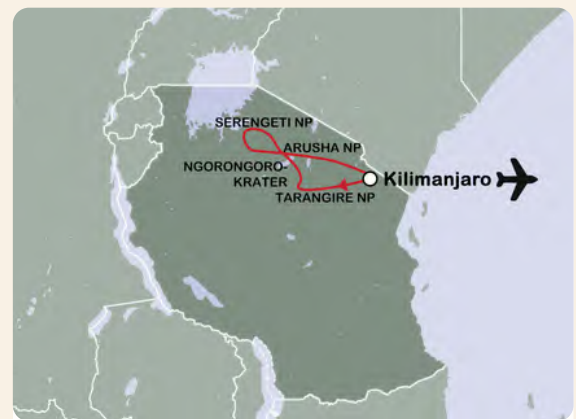 SERENGETI NP
ARUSHA NP
NGORONGORO-
KRATER
Kilimanjaro
TARANGIRE NP